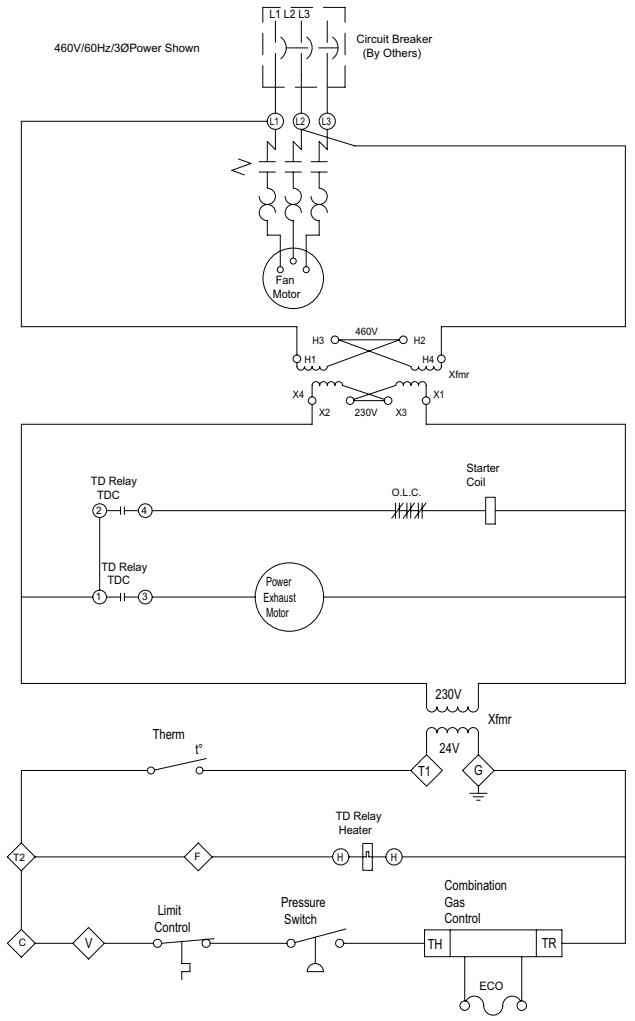 L1 L2 L3
460V/60Hz/3ØPower Shown
Circuit Breaker
(By Others)
L1
L2
L3
Fan
Motor
H3
460V
H2
H1
H4
Xfmr
X4
X1
X2
230V
X3
Starter
Coil
TD Relay
TDC
O.L.C.
2
4
TD Relay
TDC
Power
Exhaust
Motor
1
3
230V
Xfmr
Therm
24V
t°
T1
G
TD Relay
Heater
T2
F
H
H
Combination
Gas
Control
Limit
Control
Pressure
Switch
C
V
TH
TR
ECO